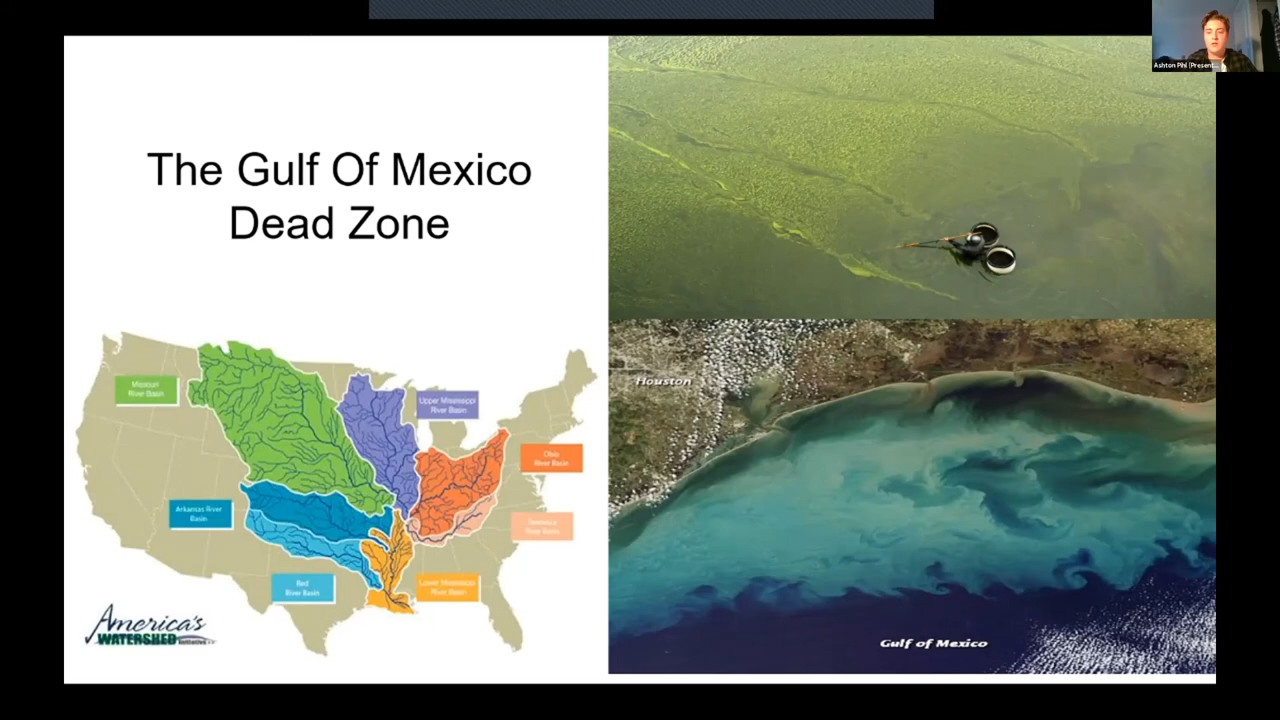 Ashton Pihl (Present...
The Gulf Of Mexico
Dead Zone
Missouri
River Basin
Upper Mississippi
River Basin
Ohio
River Basin
Arkansas River
Basin
River Basin
Red
River Basin
Lower Mississippi
River Basin
America's
WATERSHED
Initiative
Houston
Gulf of Mexico